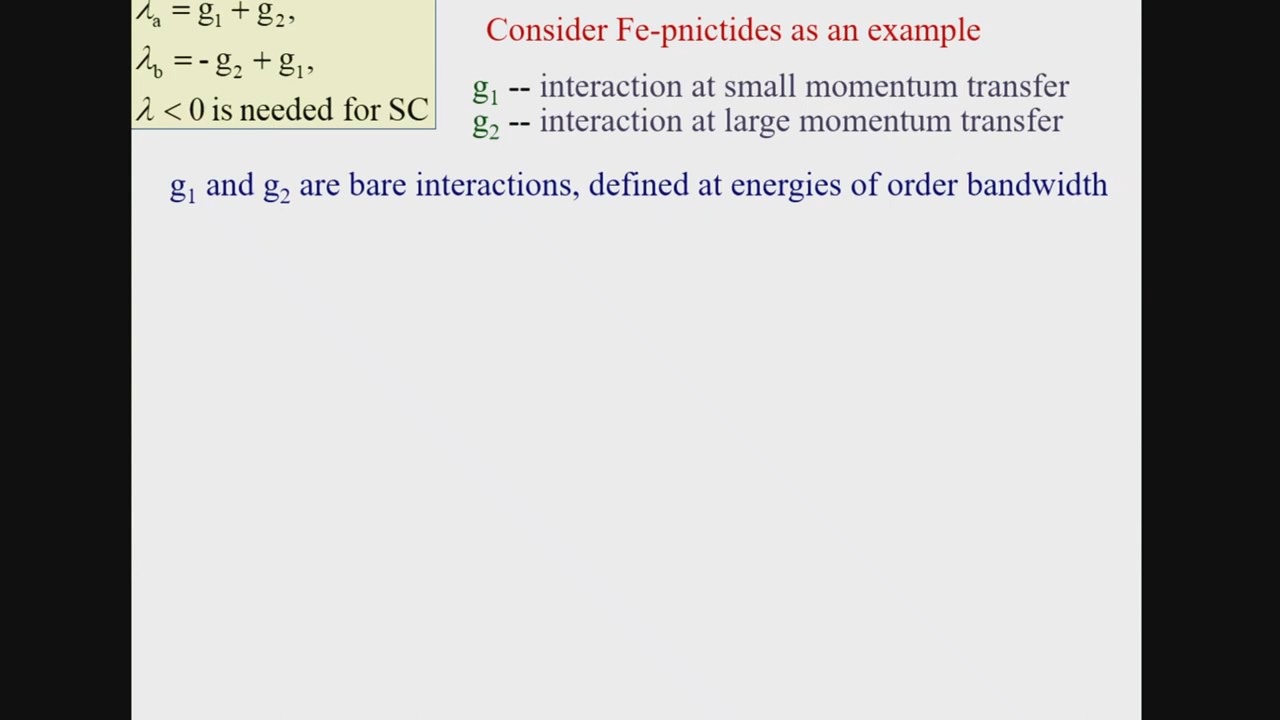 λa = g1 + g2,
λb = - g2 + g1,
λ < 0 is needed for SC
Consider Fe-pnictides as an example
g1 -- interaction at small momentum transfer
g2 -- interaction at large momentum transfer
g1 and g2 are bare interactions, defined at energies of order bandwidth